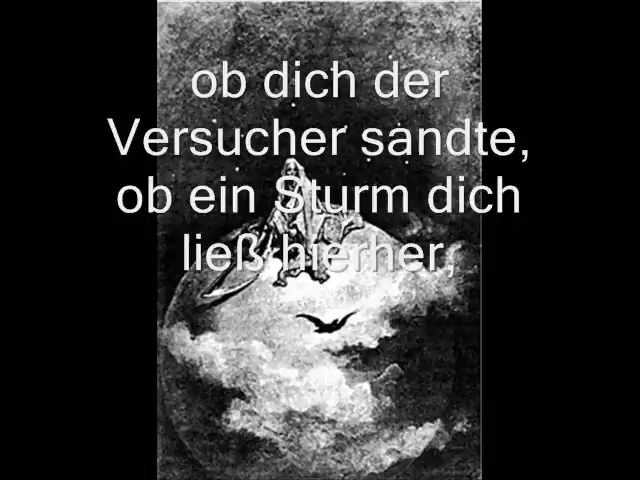 ob dich der
Versucher sandte,
ob ein Sturm dich
ließ hierher,